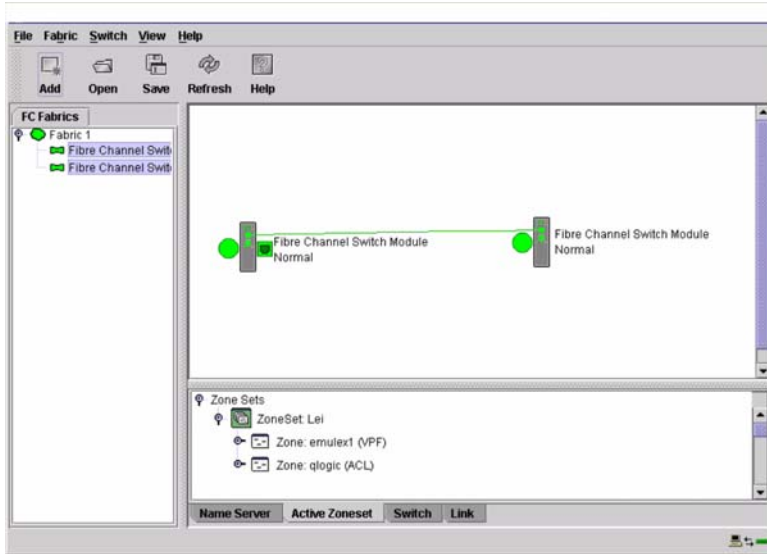 File Fabric Switch View Help
Add Open Save Refresh Help
FC Fabrics
Fabric 1
Fibre Channel Swit
Fibre Channel Swit
Fibre Channel Switch Module
Normal
Fibre Channel Switch Module
Normal
Zone Sets
ZoneSet: Lei
Zone: emulex1 (VPF)
Zone: qlogic (ACL)
Name Server Active Zoneset Switch Link